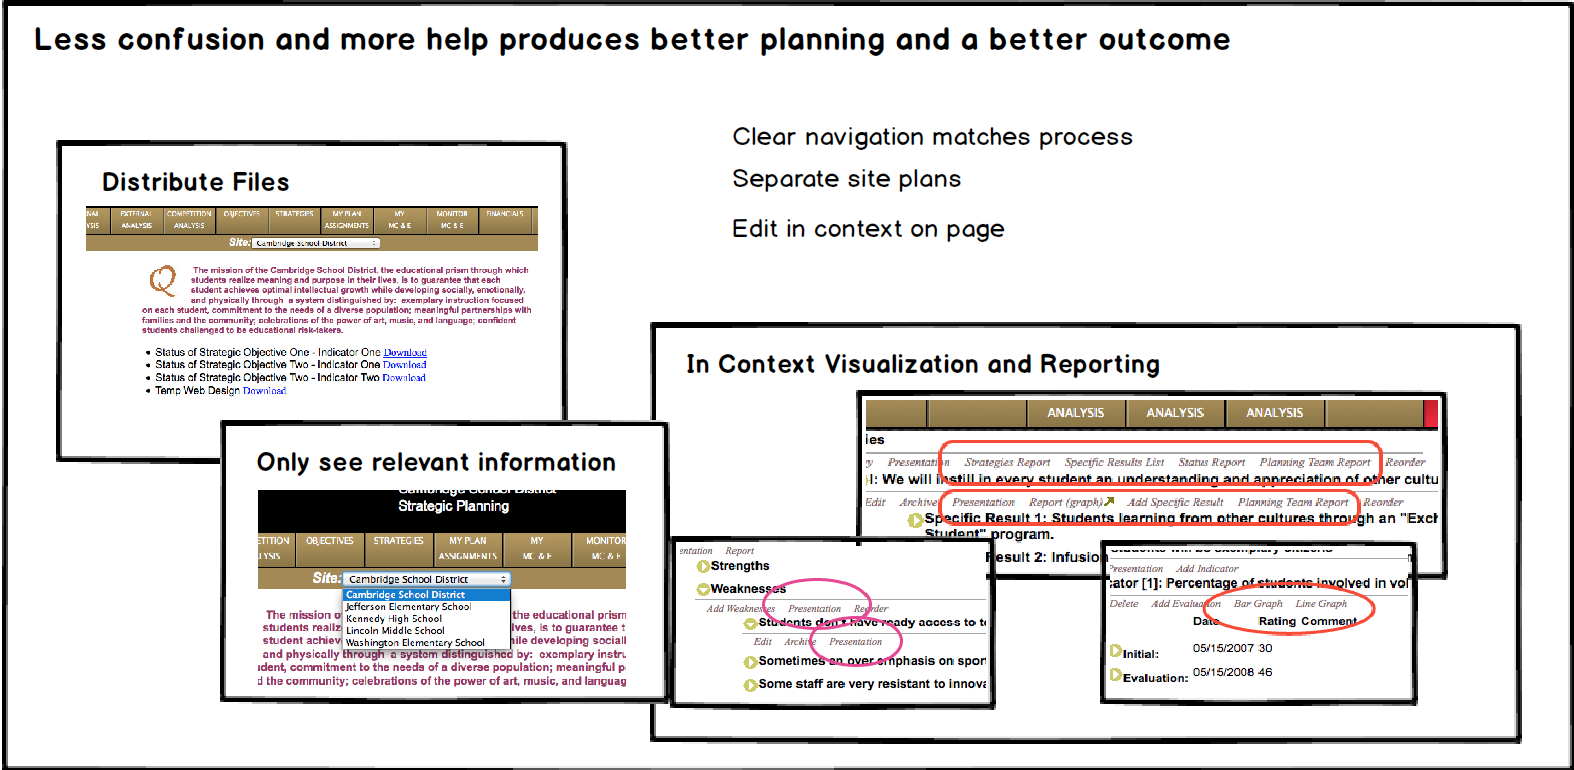 Less confusion and more help produces better planning and a better outcome
Clear navigation matches process
Separate site plans
Edit in context on page
Distribute Files
NAL EXTERNAL COMPETITION OBJECTIVES STRATEGIES MY PLAN MY MONITOR FINANCIALS
YSIS ANALYSIS ANALYSIS ASSIGNMENTS MC & E MC & E
Site: Cambridge School District
Q
The mission of the Cambridge School District, the educational prism through which
students realize meaning and purpose in their lives, is to guarantee that each
student achieves optimal intellectual growth while developing socially, emotionally,
and physically through a system distinguished by: exemplary instruction focused
on each student, commitment to the needs of a diverse population; meaningful partnerships with
families and the community; celebrations of the power of art, music, and language; confident
students challenged to be educational risk-takers.
• Status of Strategic Objective One - Indicator One Download
• Status of Strategic Objective Two - Indicator One Download
• Status of Strategic Objective Two - Indicator Two Download
• Temp Web Design Download
Only see relevant information
Cambridge School District
Strategic Planning
ETITION OBJECTIVES STRATEGIES MY PLAN MY MONITOR
LYSIS ASSIGNMENTS MC & E MC & E
Site: Cambridge School District
Cambridge School District
Jefferson Elementary School
Kennedy High School
Lincoln Middle School
Washington Elementary School
The mission o the educational prism
students realiz ives, is to guarantee t
student achiev hile developing sociall
and physically through a system distinguished by: exemplary instru
udent, commitment to the needs of a diverse population; meaningful p
d the community; celebrations of the power of art, music, and languag
In Context Visualization and Reporting
ANALYSIS ANALYSIS ANALYSIS
ies
y Presentation Strategies Report Specific Results List Status Report Planning Team Report Reorder
I: We will instill in every student an understanding and appreciation of other cultu
Edit Archive Presentation Report (graph) Add Specific Result Planning Team Report Reorder
Specific Result 1: Students learning from other cultures through an "Exch
Student" program.
Result 2: Infusion
entation Report
Strengths
Weaknesses
Add Weaknesses Presentation Reorder
Students don't have ready access to t
Edit Archive Presentation
Sometimes an over emphasis on spor
Some staff are very resistant to innova
Students will be exemplary citizens
Presentation Add Indicator
ator [1]: Percentage of students involved in vol
Delete Add Evaluation Bar Graph Line Graph
Date Rating Comment
Initial: 05/15/2007 30
Evaluation: 05/15/2008 46